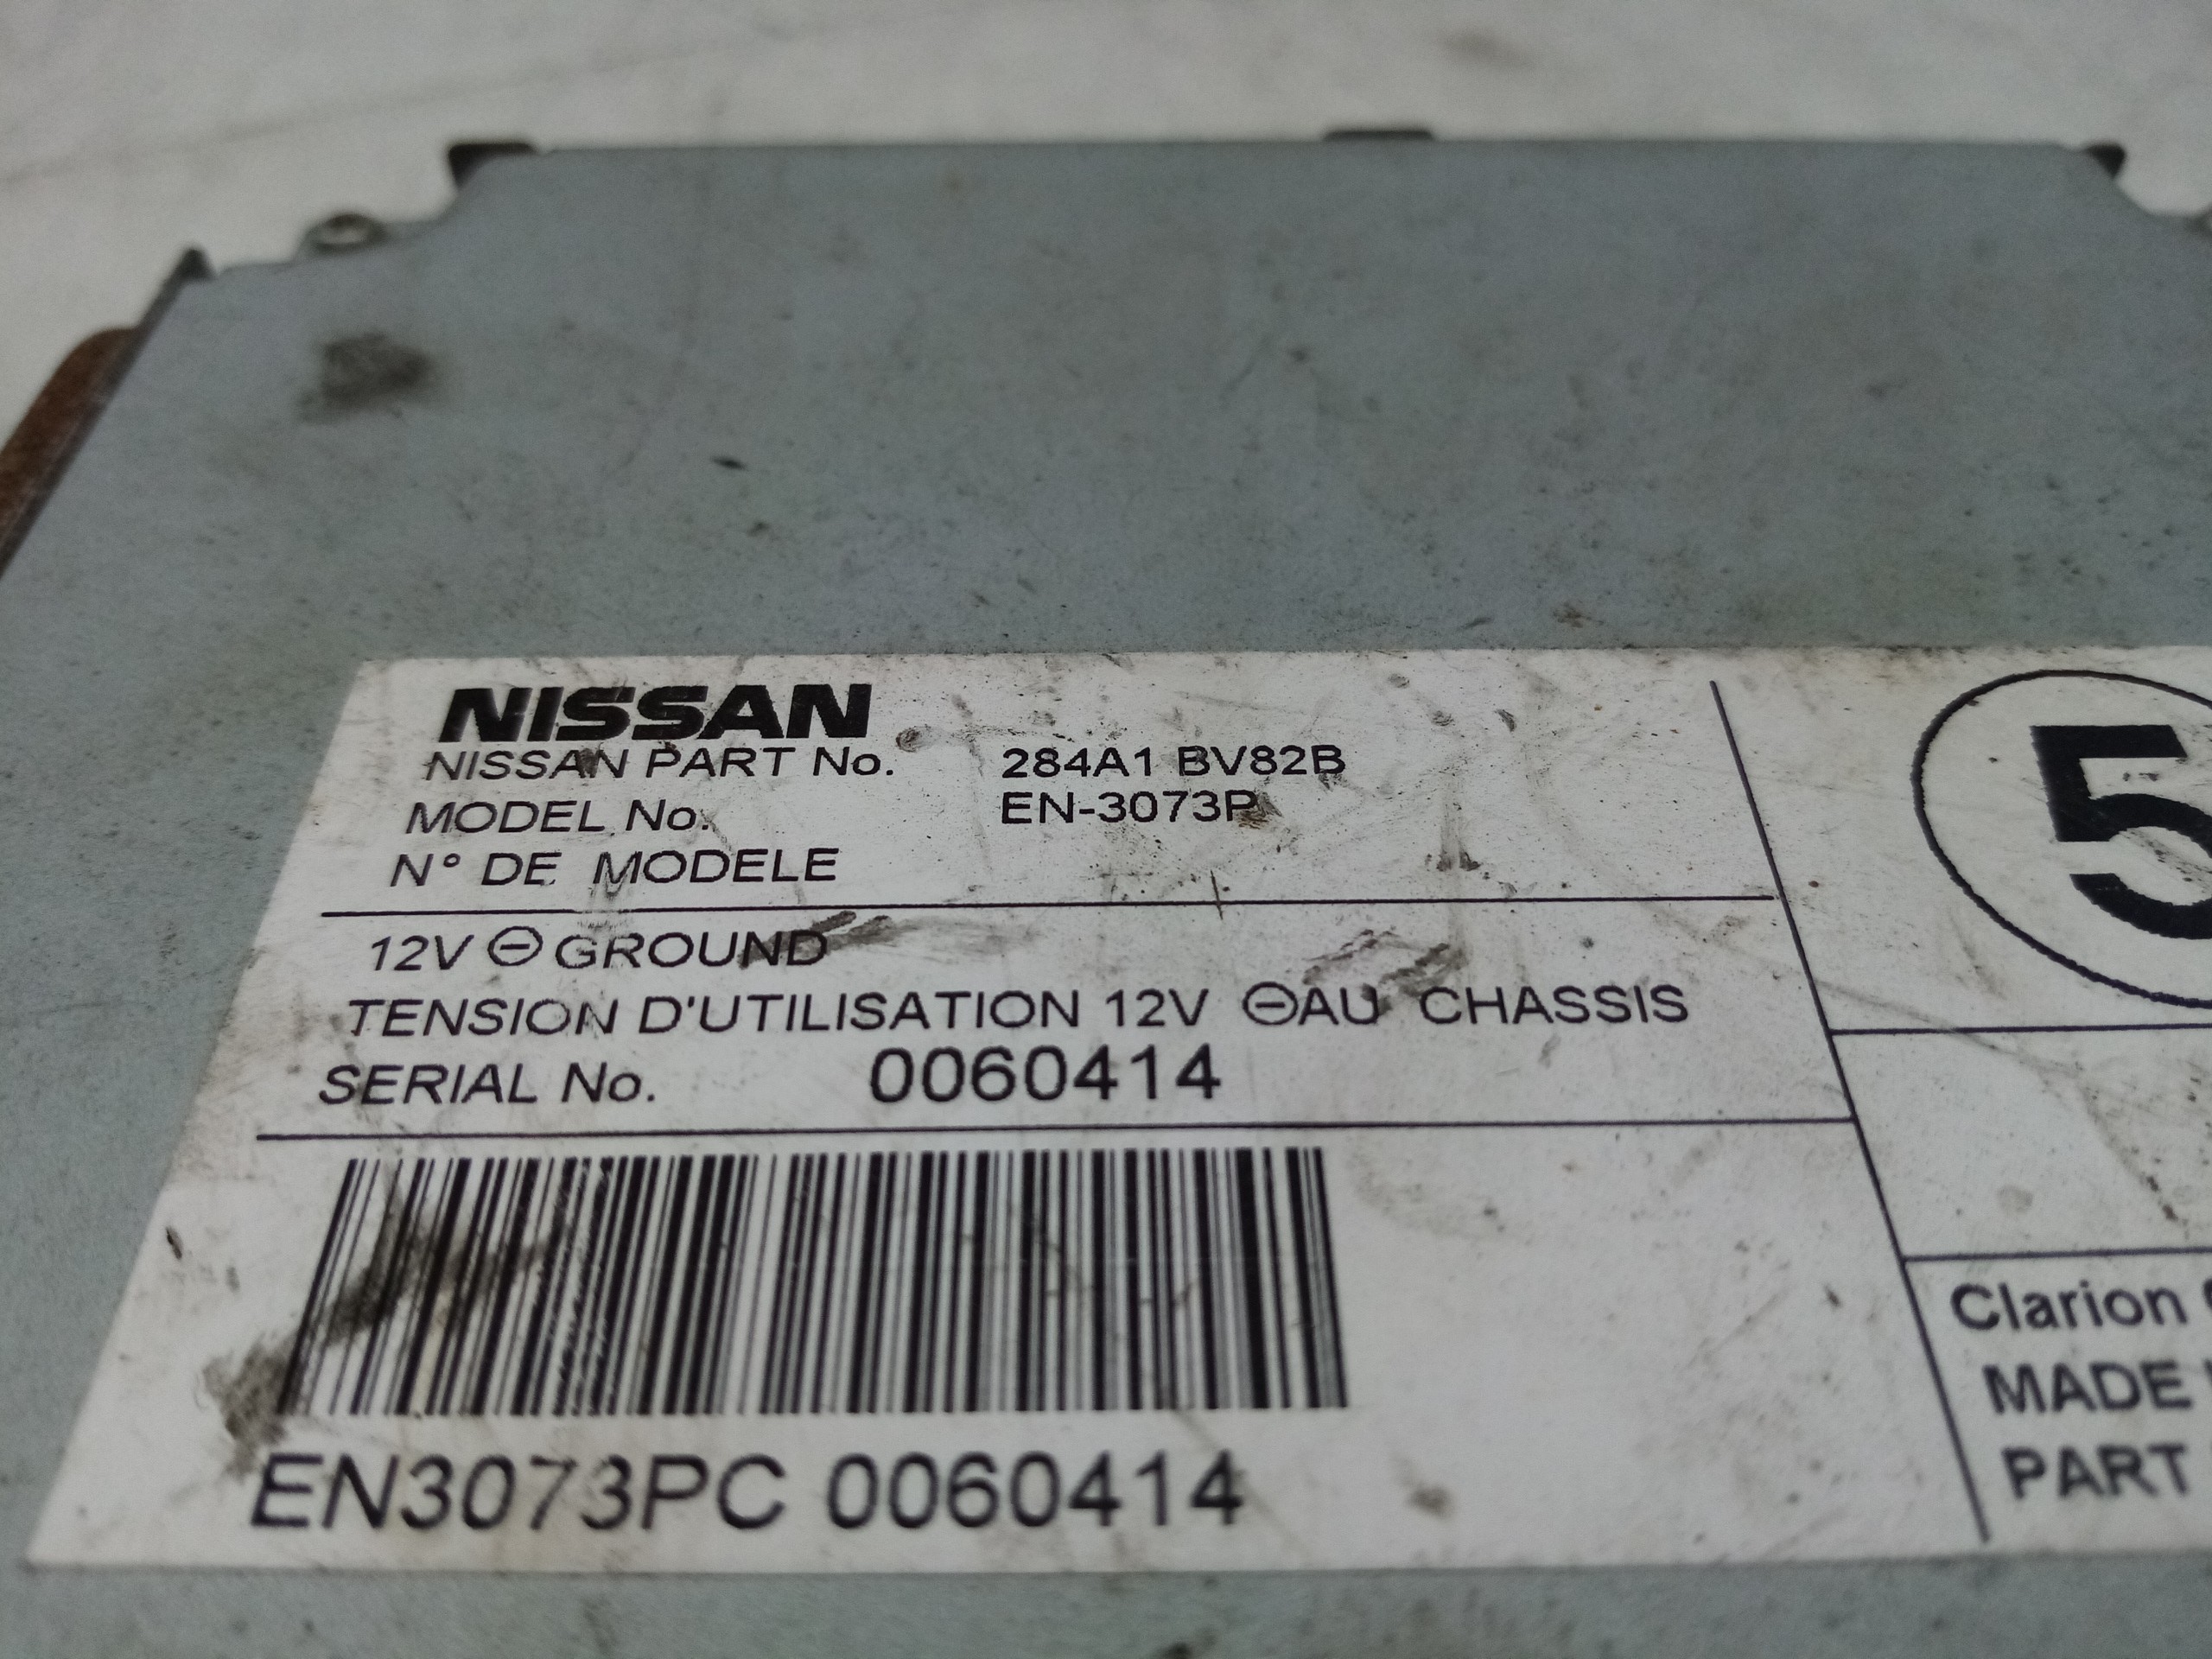 NISSAN
NISSAN PART No. 284A1 BV82B
MODEL No. EN-3073P
N° DE MODELE
12V ⊖ GROUND
TENSION D'UTILISATION 12V ⊖AU CHASSIS
SERIAL No. 0060414
EN3073PC 0060414
5
Clarion
MADE
PART